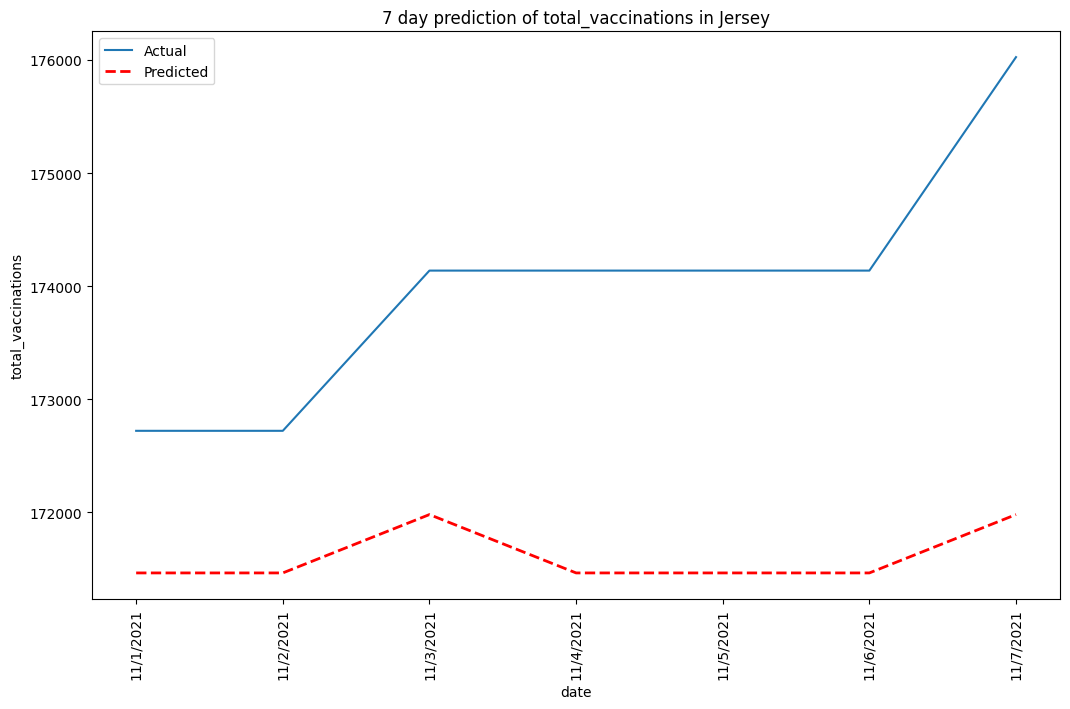 7 day prediction of total_vaccinations in Jersey
Actual
Predicted
176000
175000
174000
173000
172000
total_vaccinations
11/1/2021
11/2/2021
11/3/2021
11/4/2021
11/5/2021
11/6/2021
11/7/2021
date